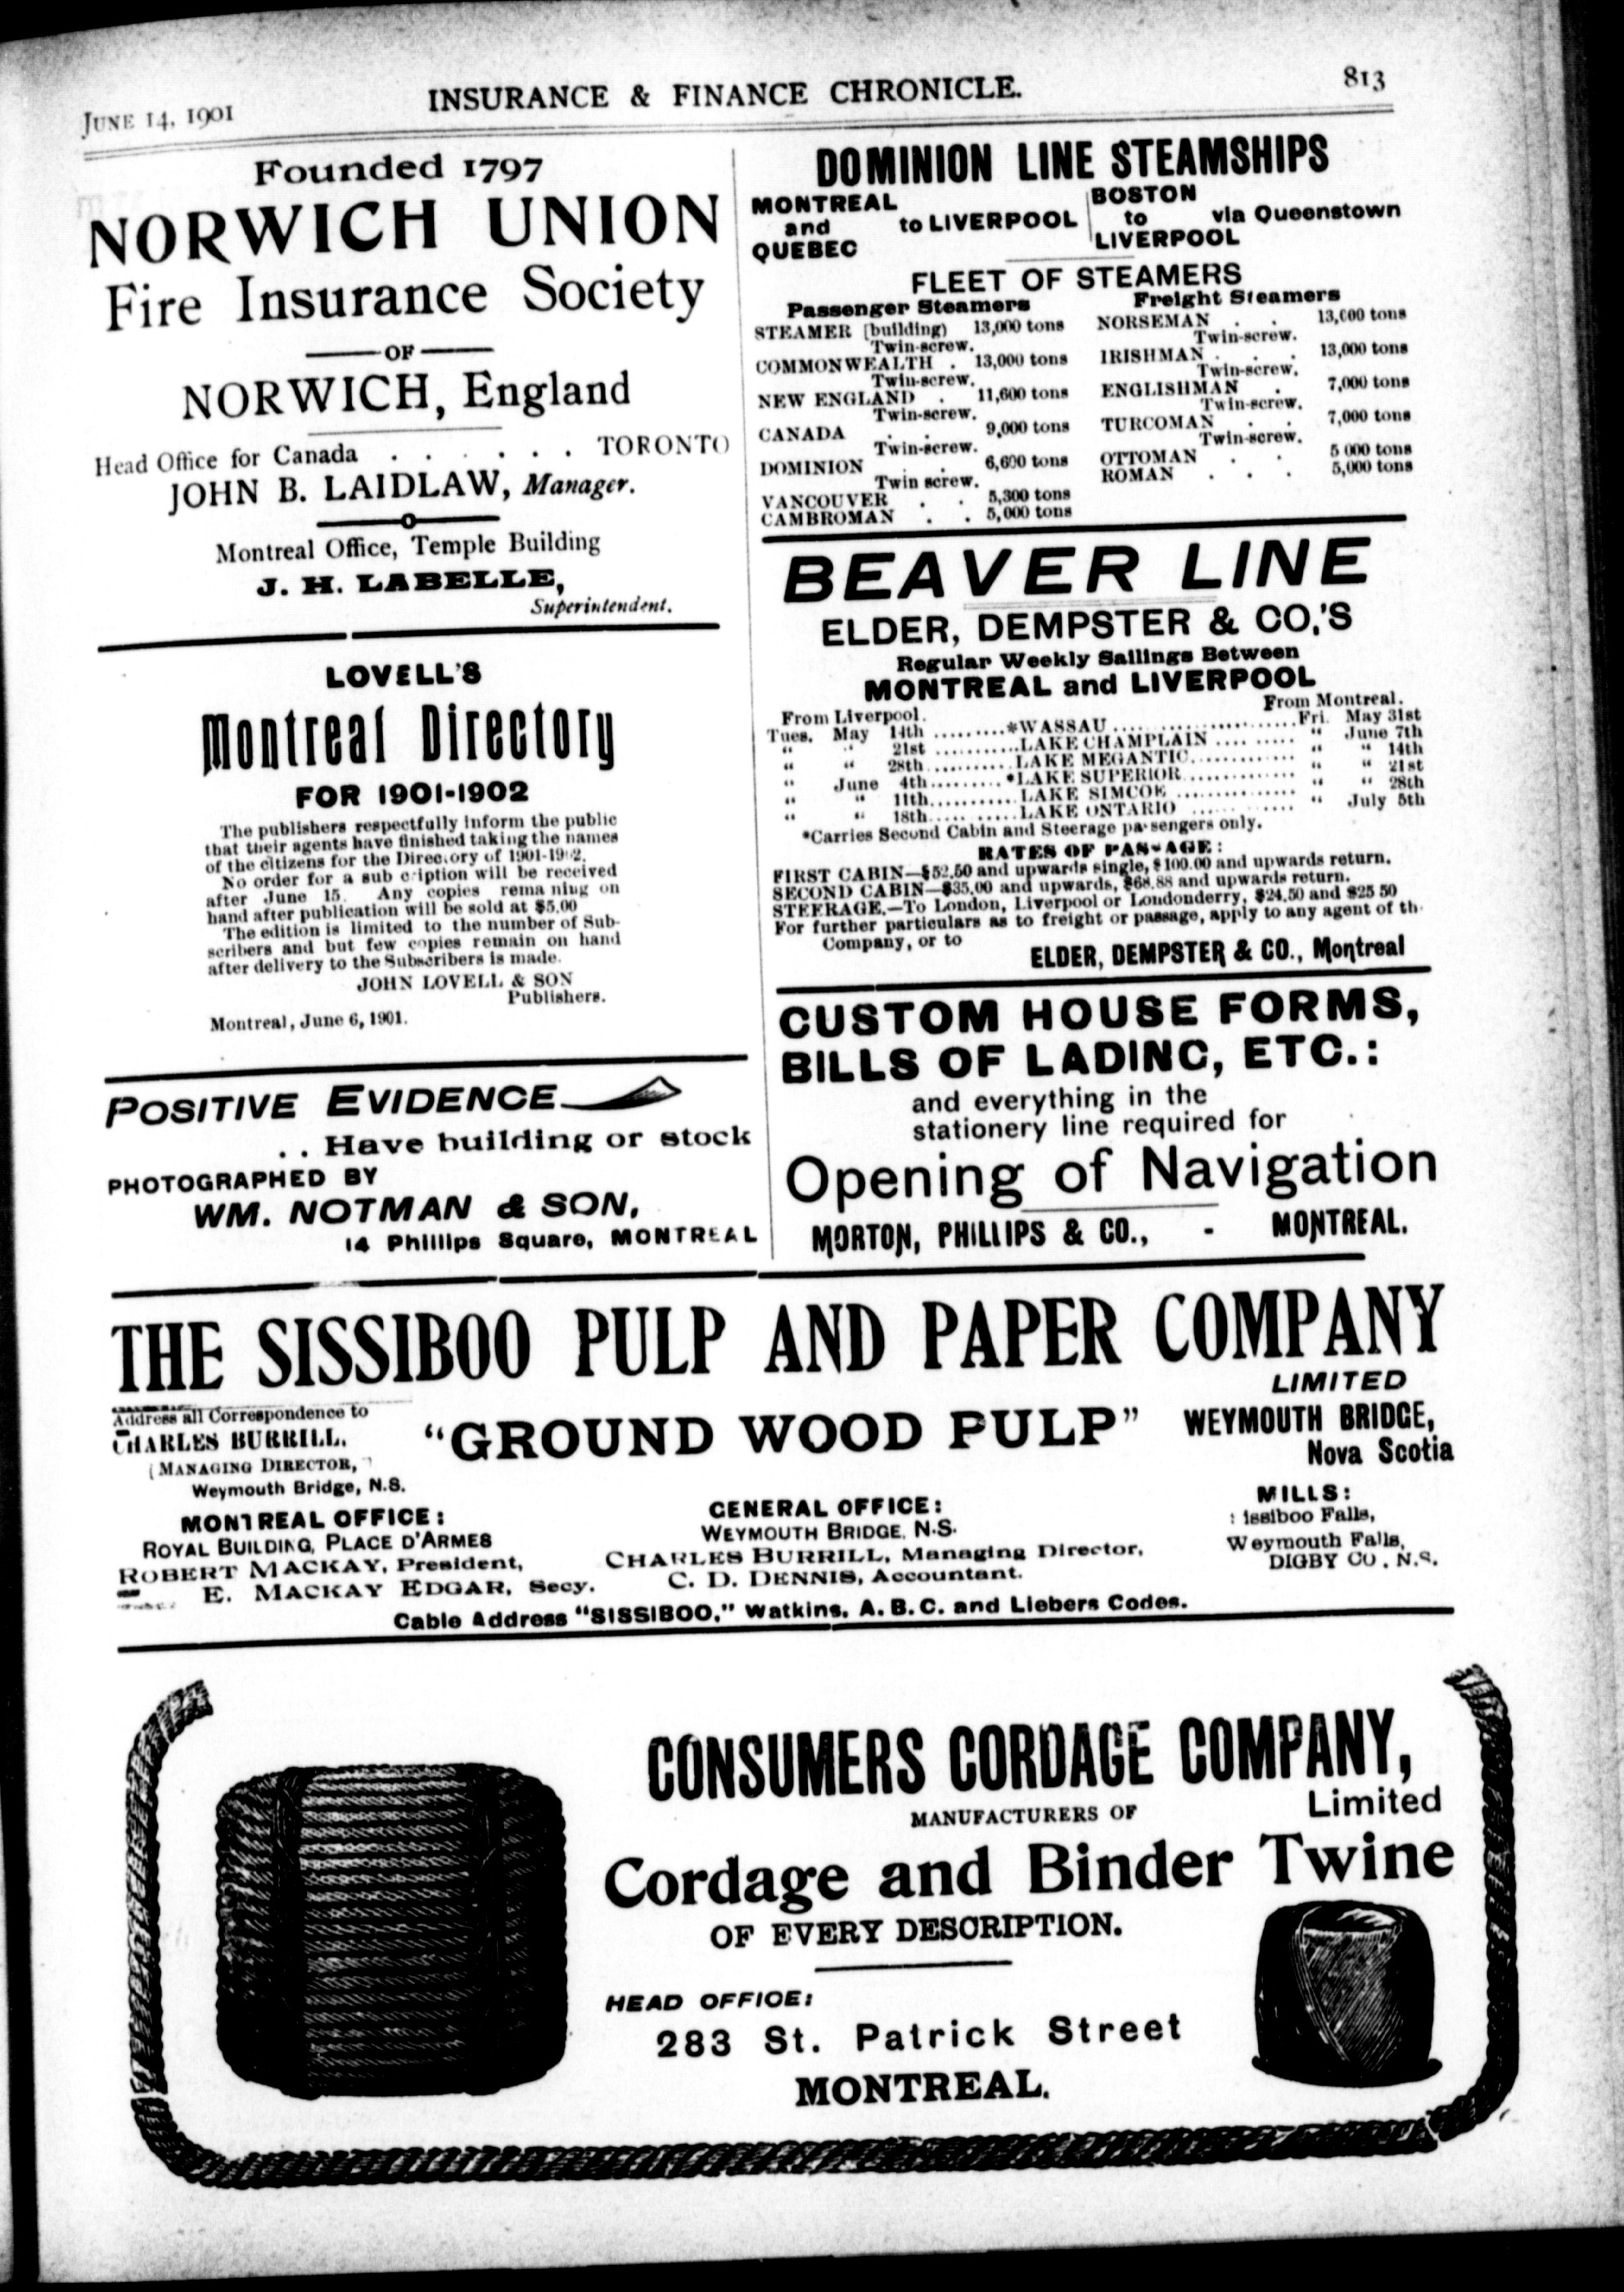 JUNE 14, 1901
INSURANCE & FINANCE CHRONICLE.
813
Founded 1797
NORWICH UNION
Fire Insurance Society
OF
NORWICH, England
Head Office for Canada . . . . . . TORONTO
JOHN B. LAIDLAW, Manager.
Montreal Office, Temple Building
J. H. LABELLE,
Superintendent.
LOVELL'S
Montreal Directory
FOR 1901-1902
The publishers respectfully inform the public
that their agents have finished taking the names
of the citizens for the Directory of 1901-1902.
No order for a sub cription will be received
after June 15. Any copies rema ning on
hand after publication will be sold at $5.00
The edition is limited to the number of Sub-
scribers and but few copies remain on hand
after delivery to the Subscribers is made.
JOHN LOVELL & SON
Publishers.
Montreal, June 6, 1901.
POSITIVE EVIDENCE
. . Have building or stock
PHOTOGRAPHED BY
WM. NOTMAN & SON,
14 Phillips Square, MONTREAL
DOMINION LINE STEAMSHIPS
MONTREAL
and
QUEBEC
to LIVERPOOL
BOSTON
to
LIVERPOOL
via Queenstown
FLEET OF STEAMERS
Passenger Steamers
STEAMER (building) 13,000 tons
Twin-screw.
COMMONWEALTH . 13,000 tons
Twin-screw.
NEW ENGLAND . 11,600 tons
Twin-screw.
CANADA . . 9,000 tons
Twin-screw.
DOMINION . . 6,600 tons
Twin screw.
VANCOUVER . . 5,300 tons
CAMBROMAN . . 5,000 tons
Freight Steamers
NORSEMAN . . 13,000 tons
Twin-screw.
IRISHMAN . . . 13,000 tons
Twin-screw.
ENGLISHMAN . 7,000 tons
Twin-screw.
TURCOMAN . . 7,000 tons
Twin-screw.
OTTOMAN . . 5 000 tons
ROMAN . . . 5,000 tons
BEAVER LINE
ELDER, DEMPSTER & CO.'S
Regular Weekly Sailings Between
MONTREAL and LIVERPOOL
From Liverpool. From Montreal.
Tues. May 14th .........*WASSAU.....................Fri. May 31st
" " 21st ...........LAKE CHAMPLAIN ............ " June 7th
" " 28th ...........LAKE MEGANTIC.............. " " 14th
" June 4th..........*LAKE SUPERIOR............... " " 21st
" " 11th...........LAKE SIMCOE ................ " " 28th
" " 18th...........LAKE ONTARIO ............... " July 5th
*Carries Second Cabin and Steerage pa sengers only.
RATES OF PASSAGE:
FIRST CABIN—$52.50 and upwards single, $100.00 and upwards return.
SECOND CABIN—$35.00 and upwards, $68.88 and upwards return.
STEERAGE.—To London, Liverpool or Londonderry, $24.50 and $25 50
For further particulars as to freight or passage, apply to any agent of th
Company, or to
ELDER, DEMPSTER & CO., Montreal
CUSTOM HOUSE FORMS,
BILLS OF LADING, ETC.:
and everything in the
stationery line required for
Opening of Navigation
MORTON, PHILLIPS & CO., - MONTREAL.
THE SISSIBOO PULP AND PAPER COMPANY
LIMITED
Address all Correspondence to
CHARLES BURRILL,
(MANAGING DIRECTOR,)
Weymouth Bridge, N.S.
"GROUND WOOD PULP"
WEYMOUTH BRIDGE,
Nova Scotia
MONTREAL OFFICE:
ROYAL BUILDING, PLACE D'ARMES
ROBERT MACKAY, President,
E. MACKAY EDGAR, Secy.
GENERAL OFFICE:
WEYMOUTH BRIDGE, N.S.
CHARLES BURRILL, Managing Director,
C. D. DENNIS, Accountant.
MILLS:
Sissiboo Falls,
Weymouth Falls,
DIGBY CO., N.S.
Cable Address "SISSIBOO," Watkins, A. B. C. and Liebers Codes.
CONSUMERS CORDAGE COMPANY,
Limited
MANUFACTURERS OF
Cordage and Binder Twine
OF EVERY DESCRIPTION.
HEAD OFFICE:
283 St. Patrick Street
MONTREAL.